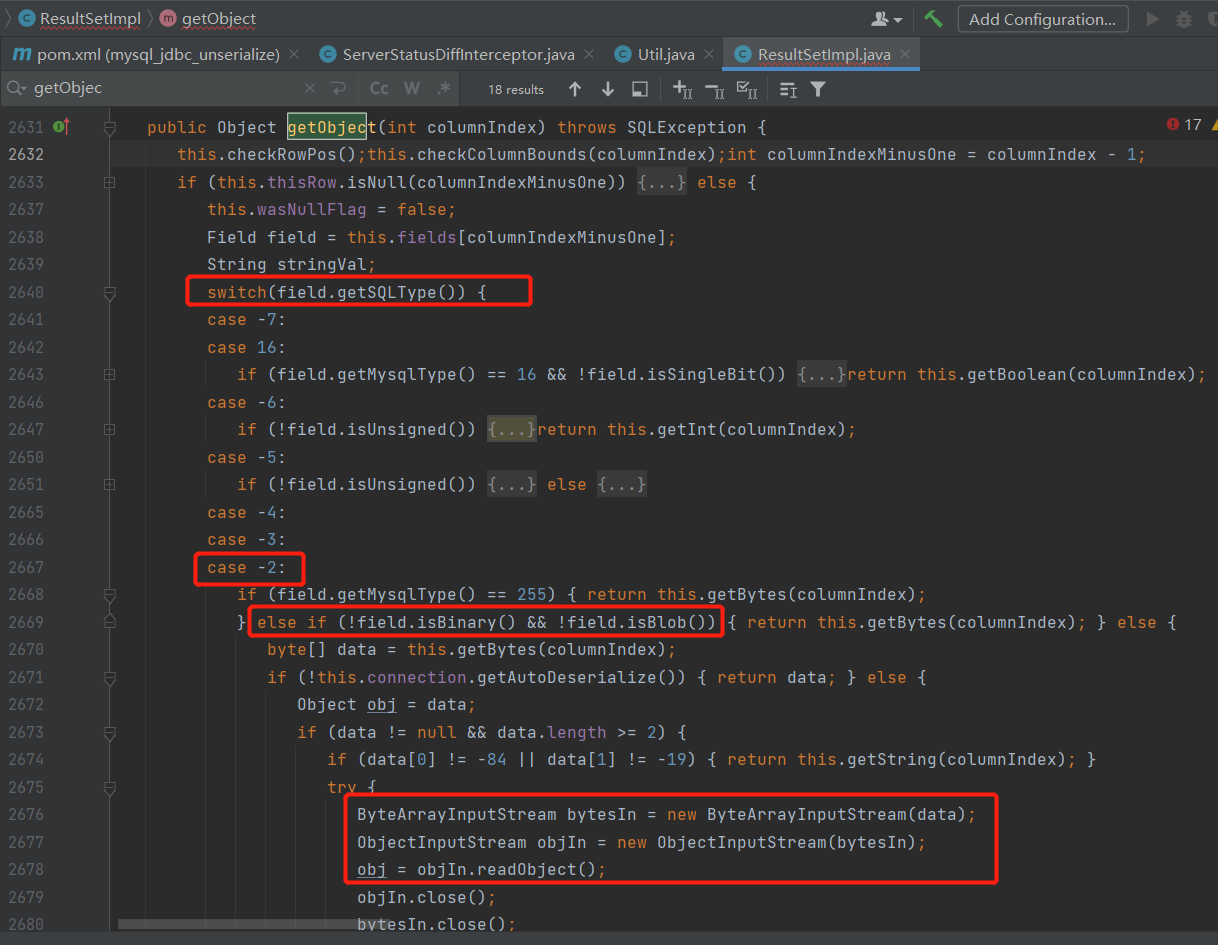 ResultSetImpl getObject Add Configuration...
pom.xml (mysql_jdbc_unserialize) ServerStatusDiffInterceptor.java Util.java ResultSetImpl.java
getObjec Cc W .* 18 results
2631 public Object getObject(int columnIndex) throws SQLException { 17
2632 this.checkRowPos();this.checkColumnBounds(columnIndex);int columnIndexMinusOne = columnIndex - 1;
2633 if (this.thisRow.isNull(columnIndexMinusOne)) {...} else {
2637 this.wasNullFlag = false;
2638 Field field = this.fields[columnIndexMinusOne];
2639 String stringVal;
2640 switch(field.getSQLType()) {
2641 case -7:
2642 case 16:
2643 if (field.getMysqlType() == 16 && !field.isSingleBit()) {...}return this.getBoolean(columnIndex);
2646 case -6:
2647 if (!field.isUnsigned()) {...}return this.getInt(columnIndex);
2650 case -5:
2651 if (!field.isUnsigned()) {...} else {...}
2665 case -4:
2666 case -3:
2667 case -2:
2668 if (field.getMysqlType() == 255) { return this.getBytes(columnIndex);
2669 } else if (!field.isBinary() && !field.isBlob()) { return this.getBytes(columnIndex); } else {
2670 byte[] data = this.getBytes(columnIndex);
2671 if (!this.connection.getAutoDeserialize()) { return data; } else {
2672 Object obj = data;
2673 if (data != null && data.length >= 2) {
2674 if (data[0] != -84 || data[1] != -19) { return this.getString(columnIndex); }
2675 try {
2676 ByteArrayInputStream bytesIn = new ByteArrayInputStream(data);
2677 ObjectInputStream objIn = new ObjectInputStream(bytesIn);
2678 obj = objIn.readObject();
2679 objIn.close();
2680 bytesIn.close();